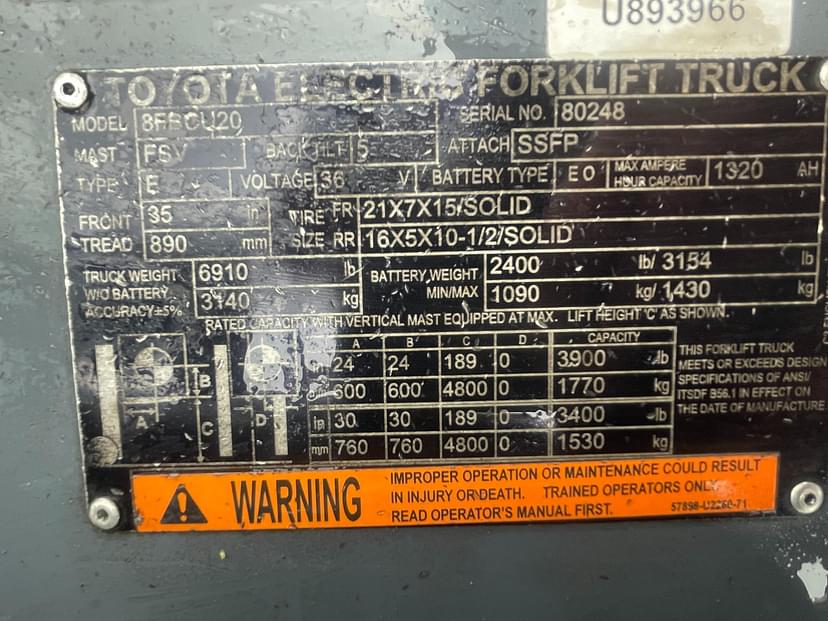 U893966
TOYOTA ELECTRIC FORKLIFT TRUCK
MODEL 8FBCU20 SERIAL NO. 80248
MAST FSV BACK TILT 5 ATTACH SSFP
TYPE E VOLTAGE 36 V BATTERY TYPE EO MAX AMPERE HOUR CAPACITY 1320 AH
FRONT TREAD 35 in TIRE SIZE FR 21X7X15/SOLID
890 mm RR 16X5X10-1/2/SOLID
TRUCK WEIGHT W/O BATTERY ACCURACY±5% 6910 lb BATTERY WEIGHT MIN/MAX 2400 lb/ 3154 lb
3140 kg 1090 kg/ 1430 kg
RATED CAPACITY WITH VERTICAL MAST EQUIPPED AT MAX. LIFT HEIGHT 'C' AS SHOWN.
A B C D CAPACITY
in 24 24 189 0 3900 lb
mm 600 600 4800 0 1770 kg
in 30 30 189 0 3400 lb
mm 760 760 4800 0 1530 kg
A B C D
THIS FORKLIFT TRUCK
MEETS OR EXCEEDS DESIGN
SPECIFICATIONS OF ANSI/
ITSDF B56.1 IN EFFECT ON
THE DATE OF MANUFACTURE
WARNING
IMPROPER OPERATION OR MAINTENANCE COULD RESULT
IN INJURY OR DEATH. TRAINED OPERATORS ONLY.
READ OPERATOR'S MANUAL FIRST.
57898-U2260-71